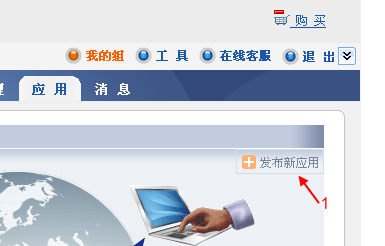 购 买
我的组 工 具 在线客服 退 出
应 用 消 息
发布新应用
1